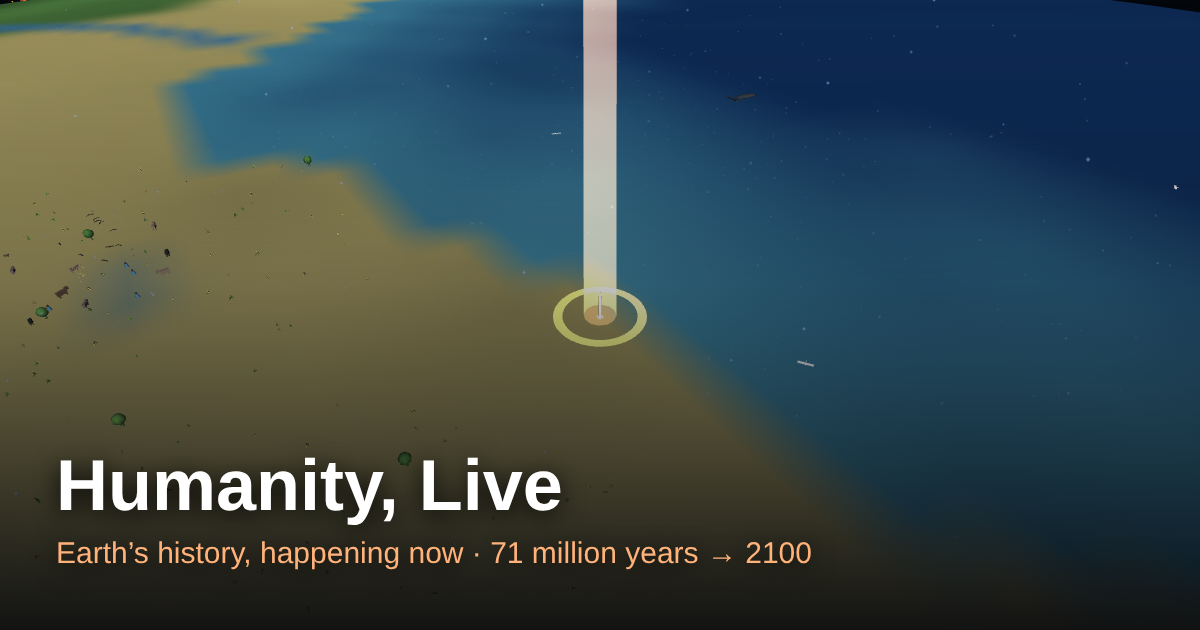 Humanity, Live
Earth’s history, happening now · 71 million years → 2100